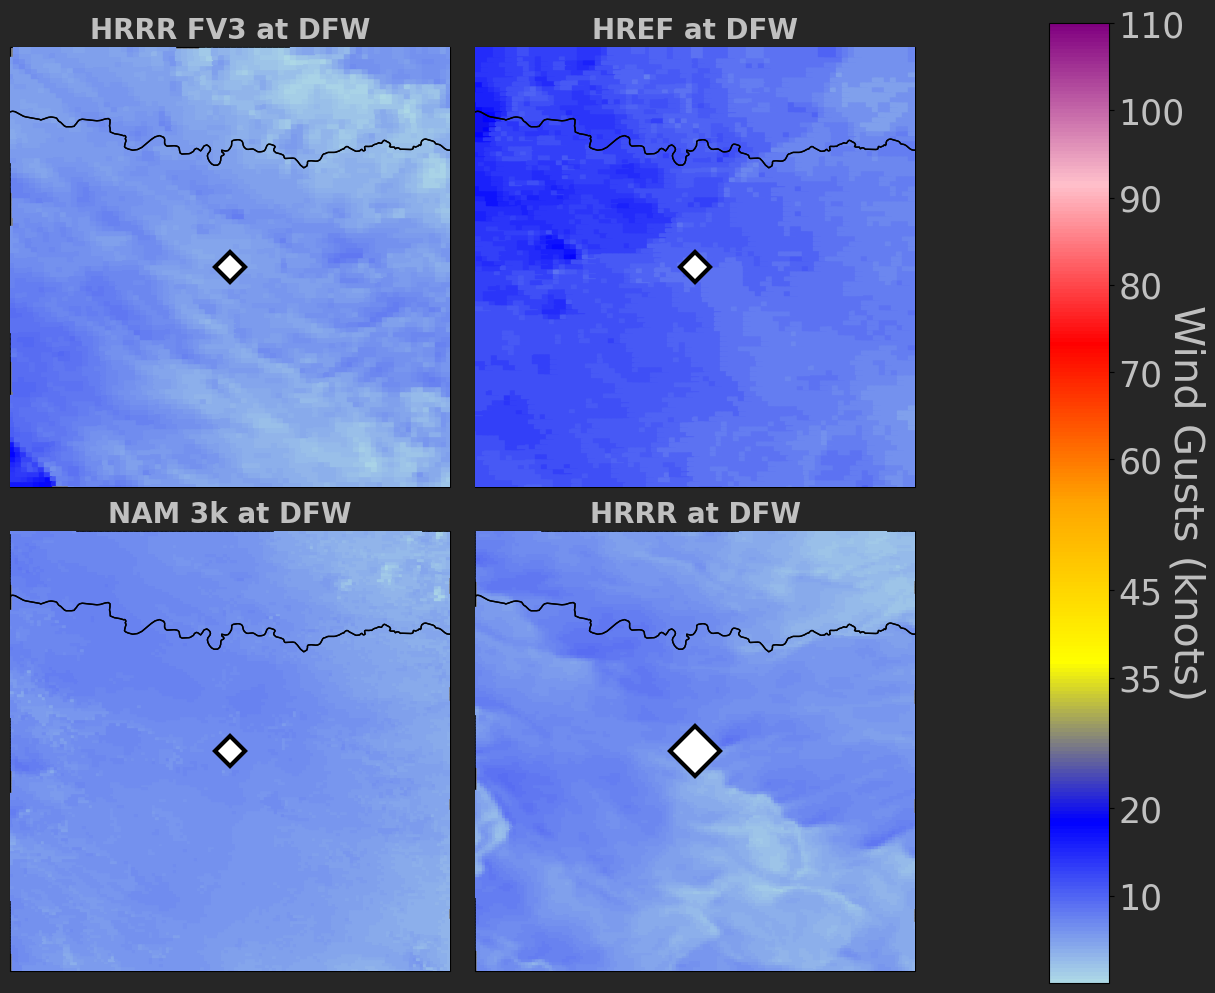 HRRR FV3 at DFW
HREF at DFW
NAM 3k at DFW
HRRR at DFW
110
100
90
80
70
60
45
35
20
10
Wind Gusts (knots)